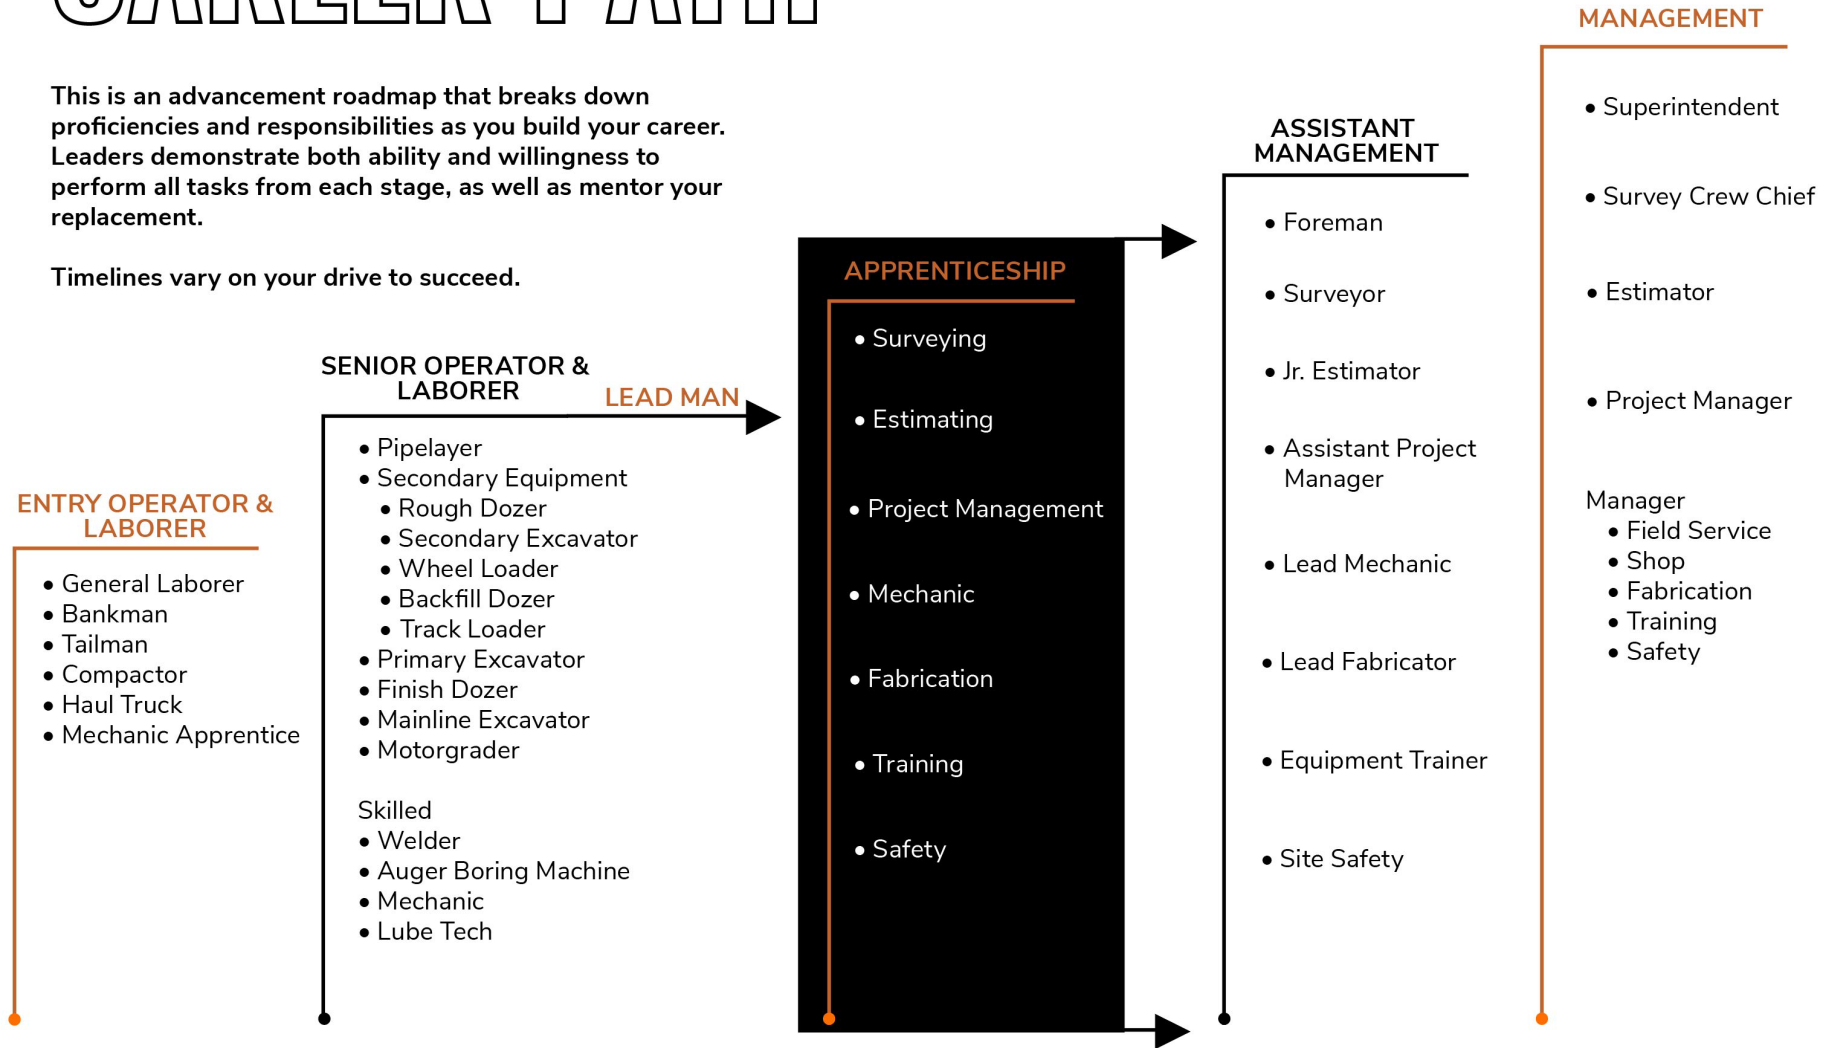 CAREER PATH
This is an advancement roadmap that breaks down
proficiencies and responsibilities as you build your career.
Leaders demonstrate both ability and willingness to
perform all tasks from each stage, as well as mentor your
replacement.
Timelines vary on your drive to succeed.
ENTRY OPERATOR &
LABORER
• General Laborer
• Bankman
• Tailman
• Compactor
• Haul Truck
• Mechanic Apprentice
SENIOR OPERATOR &
LABORER
LEAD MAN
• Pipelayer
• Secondary Equipment
• Rough Dozer
• Secondary Excavator
• Wheel Loader
• Backfill Dozer
• Track Loader
• Primary Excavator
• Finish Dozer
• Mainline Excavator
• Motorgrader
Skilled
• Welder
• Auger Boring Machine
• Mechanic
• Lube Tech
APPRENTICESHIP
• Surveying
• Estimating
• Project Management
• Mechanic
• Fabrication
• Training
• Safety
ASSISTANT
MANAGEMENT
• Foreman
• Surveyor
• Jr. Estimator
• Assistant Project
Manager
• Lead Mechanic
• Lead Fabricator
• Equipment Trainer
• Site Safety
MANAGEMENT
• Superintendent
• Survey Crew Chief
• Estimator
• Project Manager
Manager
• Field Service
• Shop
• Fabrication
• Training
• Safety